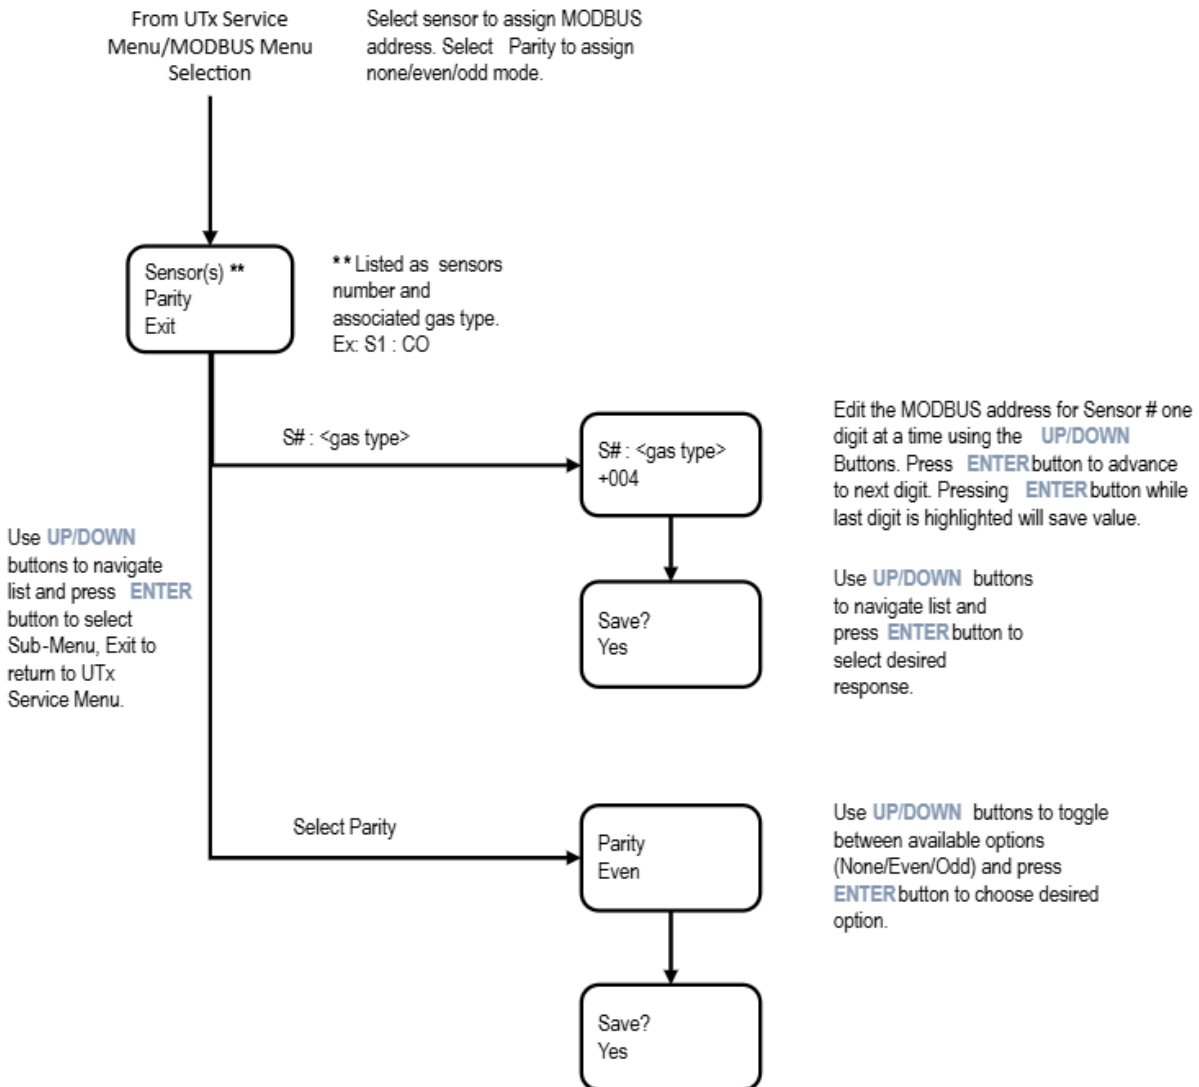 From UTx Service
Menu/MODBUS Menu
Selection
Select sensor to assign MODBUS
address. Select Parity to assign
none/even/odd mode.
Sensor(s) **
Parity
Exit
** Listed as sensors
number and
associated gas type.
Ex: S1 : CO
S# : <gas type>
S# : <gas type>
+004
Edit the MODBUS address for Sensor # one
digit at a time using the UP/DOWN
Buttons. Press ENTER button to advance
to next digit. Pressing ENTER button while
last digit is highlighted will save value.
Use UP/DOWN
buttons to navigate
list and press ENTER
button to select
Sub-Menu, Exit to
return to UTx
Service Menu.
Save?
Yes
Use UP/DOWN buttons
to navigate list and
press ENTER button to
select desired
response.
Select Parity
Parity
Even
Use UP/DOWN buttons to toggle
between available options
(None/Even/Odd) and press
ENTER button to choose desired
option.
Save?
Yes